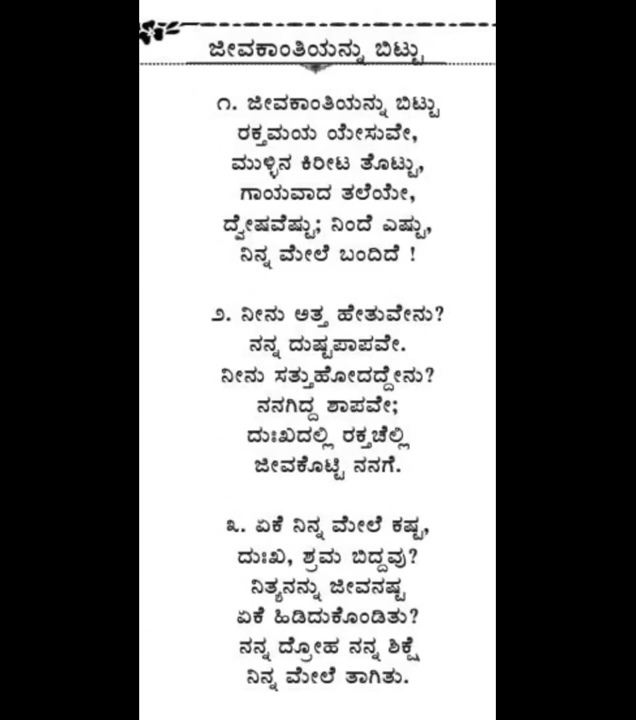 ಜೀವಕಾಂತಿಯನ್ನು ಬಿಟ್ಟು
೧. ಜೀವಕಾಂತಿಯನ್ನು ಬಿಟ್ಟು
ರಕ್ತಮಯ ಯೇಸುವೇ,
ಮುಳ್ಳಿನ ಕಿರೀಟ ತೊಟ್ಟು,
ಗಾಯವಾದ ತಲೆಯೇ,
ದ್ವೇಷವೆಷ್ಟು; ನಿಂದೆ ಎಷ್ಟು,
ನಿನ್ನ ಮೇಲೆ ಬಂದಿದೆ !
೨. ನೀನು ಅತ್ತ ಹೇತುವೇನು?
ನನ್ನ ದುಷ್ಟಪಾಪವೇ.
ನೀನು ಸತ್ತುಹೋದದ್ದೇನು?
ನನಗಿದ್ದ ಶಾಪವೇ;
ದುಃಖದಲ್ಲಿ ರಕ್ತಚೆಲ್ಲಿ
ಜೀವಕೊಟ್ಟಿ ನನಗೆ.
೩. ಏಕೆ ನಿನ್ನ ಮೇಲೆ ಕಷ್ಟ,
ದುಃಖ, ಶ್ರಮ ಬಿದ್ದವು?
ನಿತ್ಯನನ್ನು ಜೀವನಷ್ಟ
ಏಕೆ ಹಿಡಿದುಕೊಂಡಿತು?
ನನ್ನ ದ್ರೋಹ ನನ್ನ ಶಿಕ್ಷೆ
ನಿನ್ನ ಮೇಲೆ ತಾಗಿತು.